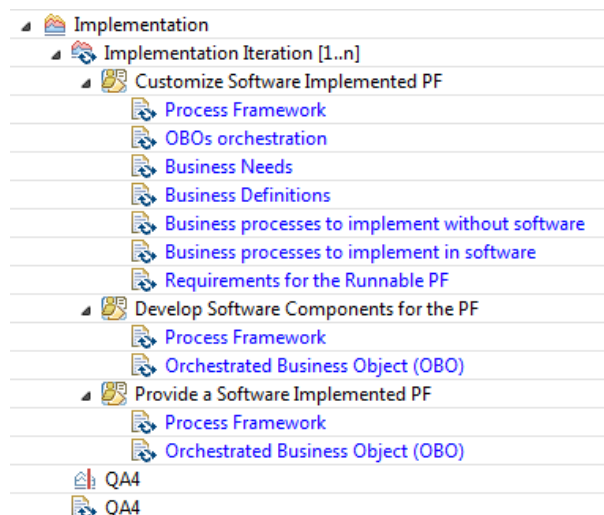 Implementation
Implementation Iteration [1..n]
Customize Software Implemented PF
Process Framework
OBOs orchestration
Business Needs
Business Definitions
Business processes to implement without software
Business processes to implement in software
Requirements for the Runnable PF
Develop Software Components for the PF
Process Framework
Orchestrated Business Object (OBO)
Provide a Software Implemented PF
Process Framework
Orchestrated Business Object (OBO)
QA4
QA4